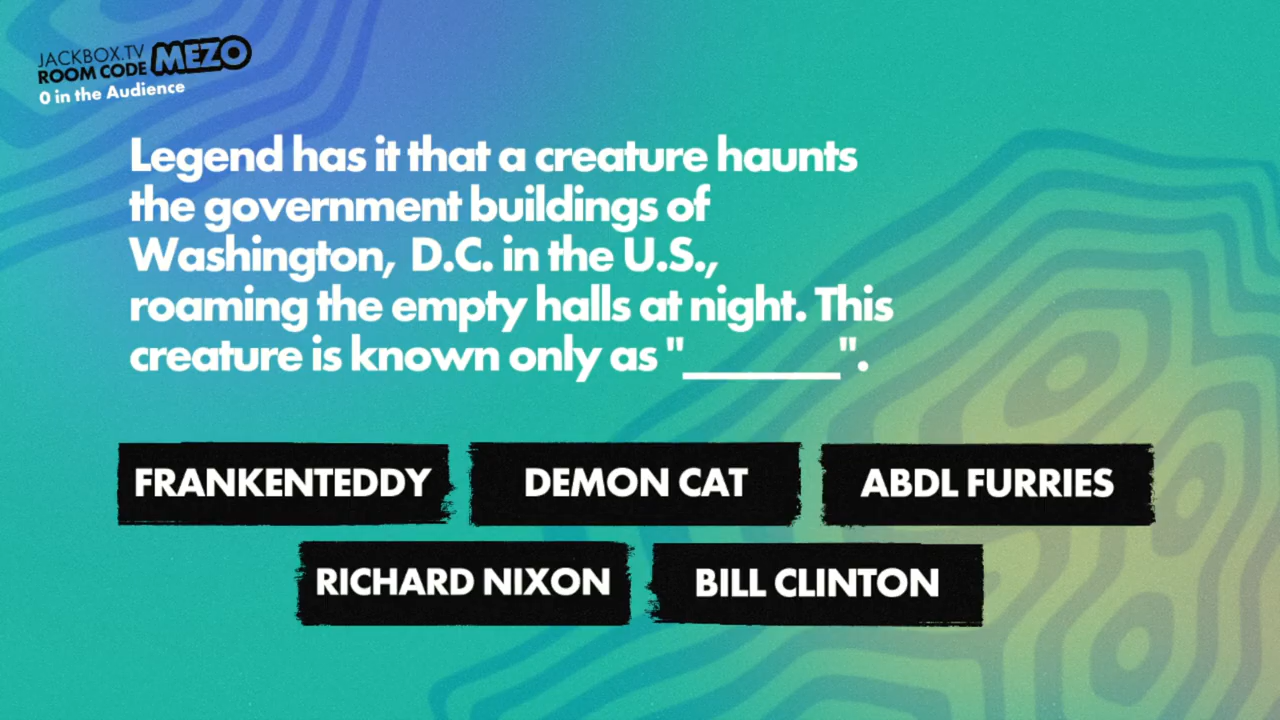 JACKBOX.TV
ROOM CODE MEZO
0 in the Audience
Legend has it that a creature haunts
the government buildings of
Washington, D.C. in the U.S.,
roaming the empty halls at night. This
creature is known only as "_______".
FRANKENTEDDY
DEMON CAT
ABDL FURRIES
RICHARD NIXON
BILL CLINTON